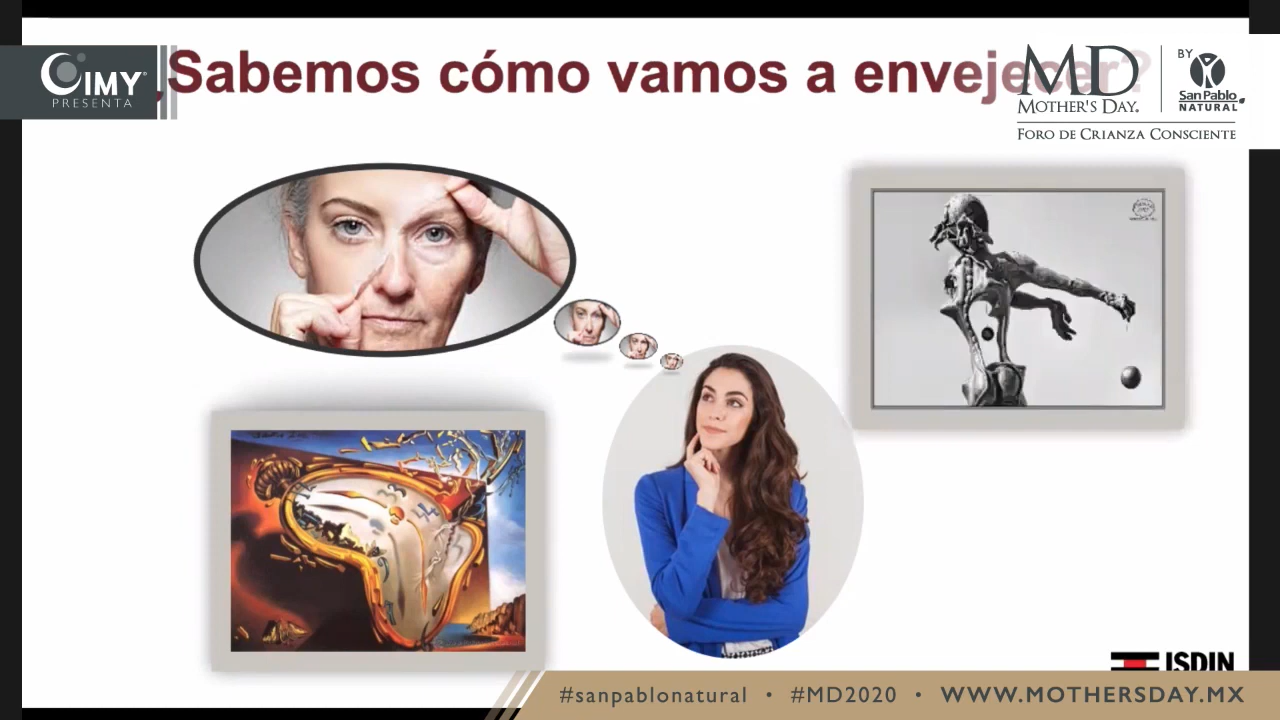 ¿Sabemos cómo vamos a envejecer?
CIMY®
PRESENTA
MD
MOTHER'S DAY®
BY
San Pablo
NATURAL
FORO DE CRIANZA CONSCIENTE
ISDIN
#sanpablonatural • #MD2020 • WWW.MOTHERSDAY.MX